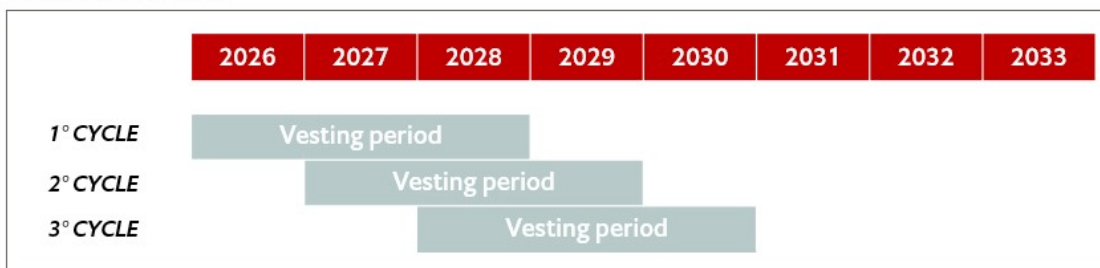 2026 2027 2028 2029 2030 2031 2032 2033
1° CYCLE Vesting period
2° CYCLE Vesting period
3° CYCLE Vesting period